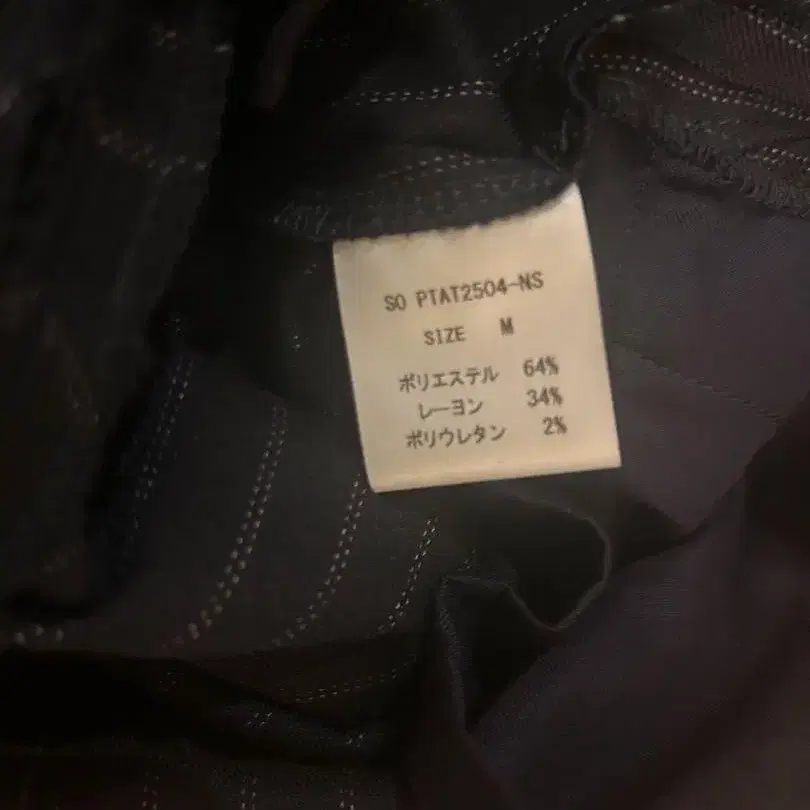 SO PTAT2504-NS
SIZE M
ポリエステル 64%
レーヨン 34%
ポリウレタン 2%